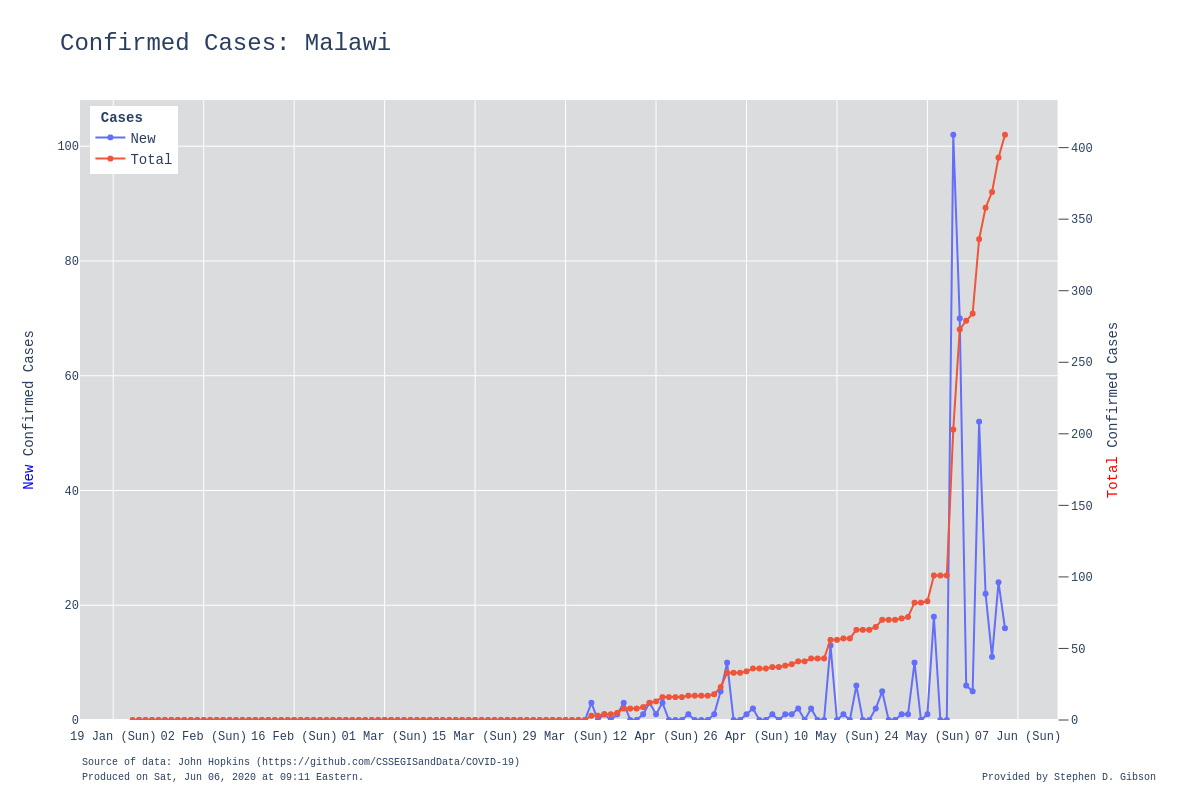 Confirmed Cases: Malawi
Cases
New
Total
100
80
60
40
20
0
400
350
300
250
200
150
100
50
0
New Confirmed Cases
Total Confirmed Cases
19 Jan (Sun) 02 Feb (Sun) 16 Feb (Sun) 01 Mar (Sun) 15 Mar (Sun) 29 Mar (Sun) 12 Apr (Sun) 26 Apr (Sun) 10 May (Sun) 24 May (Sun) 07 Jun (Sun)
Source of data: John Hopkins (https://github.com/CSSEGISandData/COVID-19)
Produced on Sat, Jun 06, 2020 at 09:11 Eastern.
Provided by Stephen D. Gibson